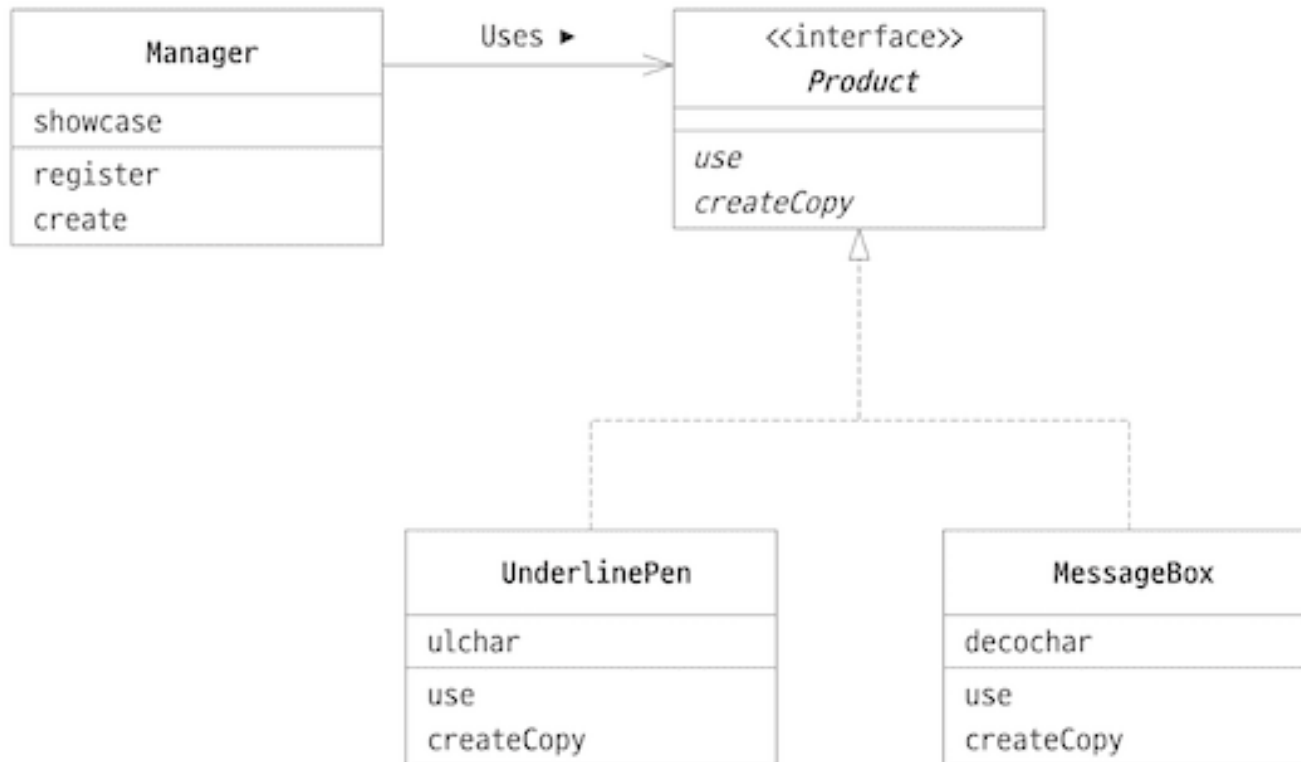 Manager
showcase
register
create
Uses ▶
<<interface>>
Product
use
createCopy
UnderlinePen
ulchar
use
createCopy
MessageBox
decochar
use
createCopy